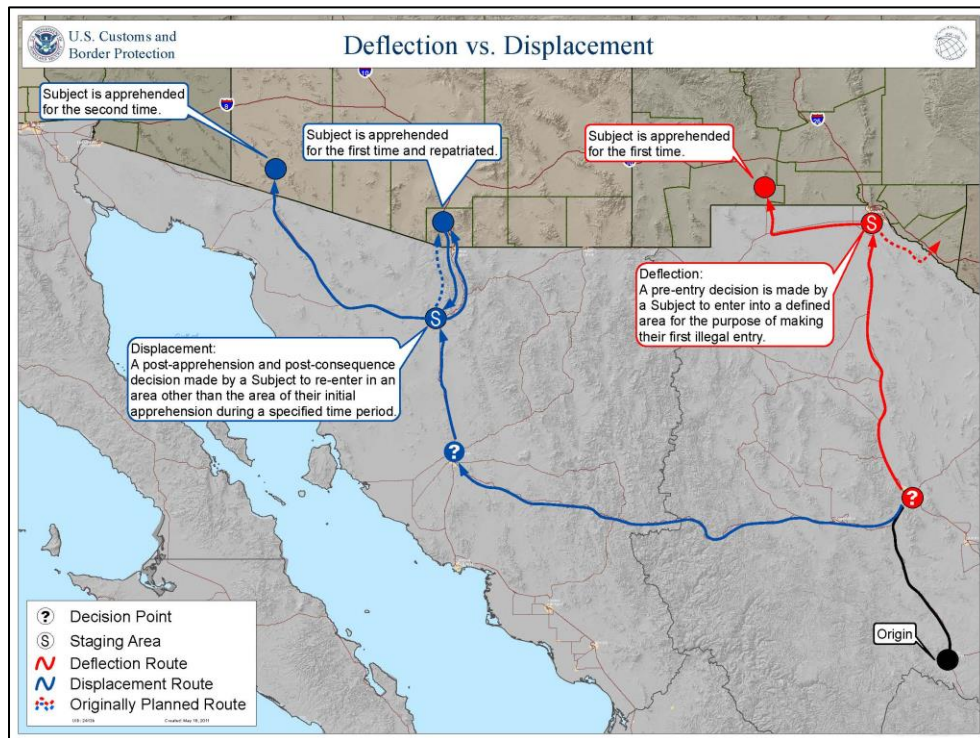 U.S. Customs and
Border Protection
Deflection vs. Displacement
8
Subject is apprehended
for the second time.
Subject is apprehended
for the first time and repatriated.
Subject is apprehended
for the first time.
S
S
Deflection:
A pre-entry decision is made by
a Subject to enter into a defined
area for the purpose of making
their first illegal entry.
Displacement:
A post-apprehension and post-consequence
decision made by a Subject to re-enter in an
area other than the area of their initial
apprehension during a specified time period.
?
?
Origin
? Decision Point
S Staging Area
Deflection Route
Displacement Route
Originally Planned Route